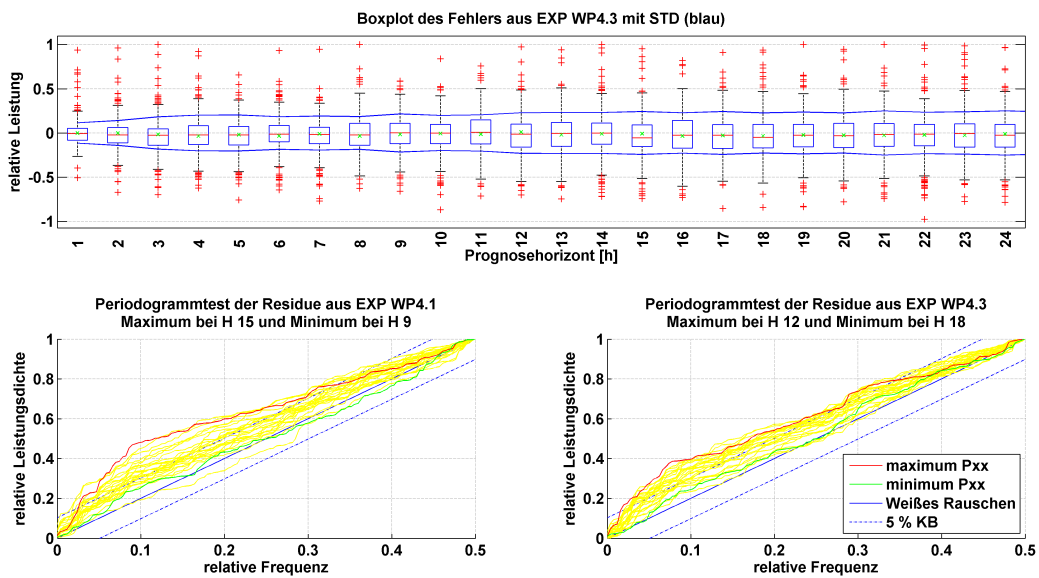 Boxplot des Fehlers aus EXP WP4.3 mit STD (blau)
relative Leistung
1
0.5
0
-0.5
-1
1 2 3 4 5 6 7 8 9 10 11 12 13 14 15 16 17 18 19 20 21 22 23 24
Prognosehorizont [h]
Periodogrammtest der Residue aus EXP WP4.1
Maximum bei H 15 und Minimum bei H 9
relative Leistungsdichte
1
0.8
0.6
0.4
0.2
0
0 0.1 0.2 0.3 0.4 0.5
relative Frequenz
Periodogrammtest der Residue aus EXP WP4.3
Maximum bei H 12 und Minimum bei H 18
relative Leistungsdichte
1
0.8
0.6
0.4
0.2
0
0 0.1 0.2 0.3 0.4 0.5
relative Frequenz
maximum Pxx
minimum Pxx
Weißes Rauschen
5 % KB